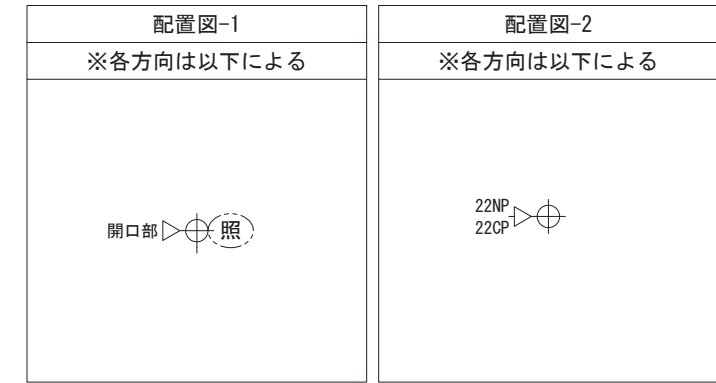 配置図-1
※各方向は以下による
開口部 照
配置図-2
※各方向は以下による
22NP
22CP